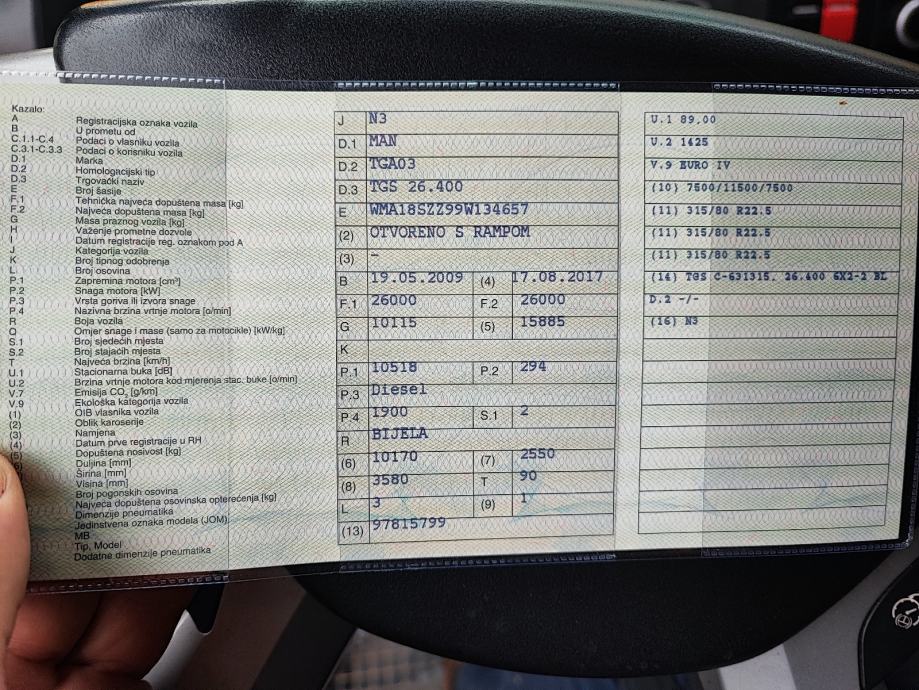 Kazalo:
A Registracijska oznaka vozila
B U prometu od
C.1.1-C.4 Podaci o vlasniku vozila
C.3.1-C.3.3 Podaci o korisniku vozila
D.1 Marka
D.2 Homologacijski tip
D.3 Trgovački naziv
E Broj šasije
F.1 Tehnička najveća dopuštena masa [kg]
F.2 Najveća dopuštena masa [kg]
G Masa praznog vozila [kg]
H Važenje prometne dozvole
I Datum registracije reg. oznakom pod A
J Kategorija vozila
K Broj tipnog odobrenja
L Broj osovina
P.1 Zapremina motora [cm³]
P.2 Snaga motora [kW]
P.3 Vrsta goriva ili izvora snage
P.4 Nazivna brzina vrtnje motora [o/min]
R Boja vozila
Q Omjer snage i mase (samo za motocikle) [kW/kg]
S.1 Broj sjedećih mjesta
S.2 Broj stajaćih mjesta
T Najveća brzina [km/h]
U.1 Stacionarna buka [dB]
U.2 Brzina vrtnje motora kod mjerenja stac. buke [o/min]
V.7 Emisija CO₂ [g/km]
V.9 Ekološka kategorija vozila
(1) OIB vlasnika vozila
(2) Oblik karoserije
(3) Namjena
(4) Datum prve registracije u RH
(5) Dopuštena nosivost [kg]
Duljina [mm]
Širina [mm]
Visina [mm]
Broj pogonskih osovina
Najveća dopuštena osovinska opterećenja [kg]
Dimenzije pneumatika
Jedinstvena oznaka modela (JOM)
MB
Tip, Model
Dodatne dimenzije pneumatika
J N3
D.1 MAN
D.2 TGA03
D.3 TGS 26.400
E WMA18SZZ99W134657
(2) OTVORENO S RAMPOM
(3) -
B 19.05.2009 (4) 17.08.2017
F.1 26000 F.2 26000
G 10115 (5) 15885
K
P.1 10518 P.2 294
P.3 Diesel
P.4 1900 S.1 2
R BIJELA
(6) 10170 (7) 2550
(8) 3580 T 90
L 3 (9) 1
(13) 97815799
U.1 89,00
U.2 1425
V.9 EURO IV
(10) 7500/11500/7500
(11) 315/80 R22.5
(11) 315/80 R22.5
(11) 315/80 R22.5
(14) TGS C-631315, 26.400 6X2-2 BL
D.2 -/-
(16) N3